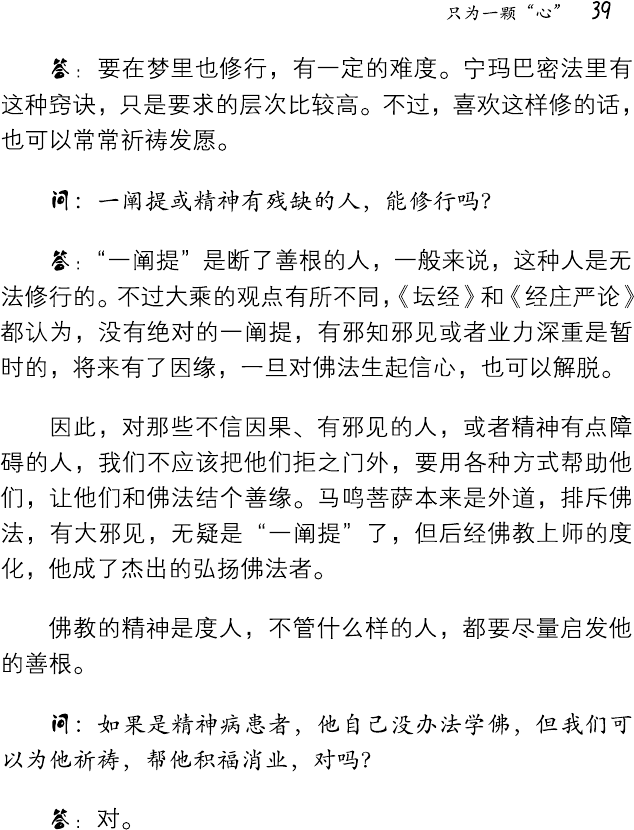 只为一颗“心” 39
答：要在梦里也修行，有一定的难度。宁玛巴密法里有
这种窍诀，只是要求的层次比较高。不过，喜欢这样修的话，
也可以常常祈祷发愿。
问：一阐提或精神有残缺的人，能修行吗？
答：“一阐提”是断了善根的人，一般来说，这种人是无
法修行的。不过大乘的观点有所不同，《坛经》和《经庄严论》
都认为，没有绝对的一阐提，有邪知邪见或者业力深重是暂
时的，将来有了因缘，一旦对佛法生起信心，也可以解脱。
因此，对那些不信因果、有邪见的人，或者精神有点障
碍的人，我们不应该把他们拒之门外，要用各种方式帮助他
们，让他们和佛法结个善缘。马鸣菩萨本来是外道，排斥佛
法，有大邪见，无疑是“一阐提”了，但后经佛教上师的度
化，他成了杰出的弘扬佛法者。
佛教的精神是度人，不管什么样的人，都要尽量启发他
的善根。
问：如果是精神病患者，他自己没办法学佛，但我们可
以为他祈祷，帮他积福消业，对吗？
答：对。